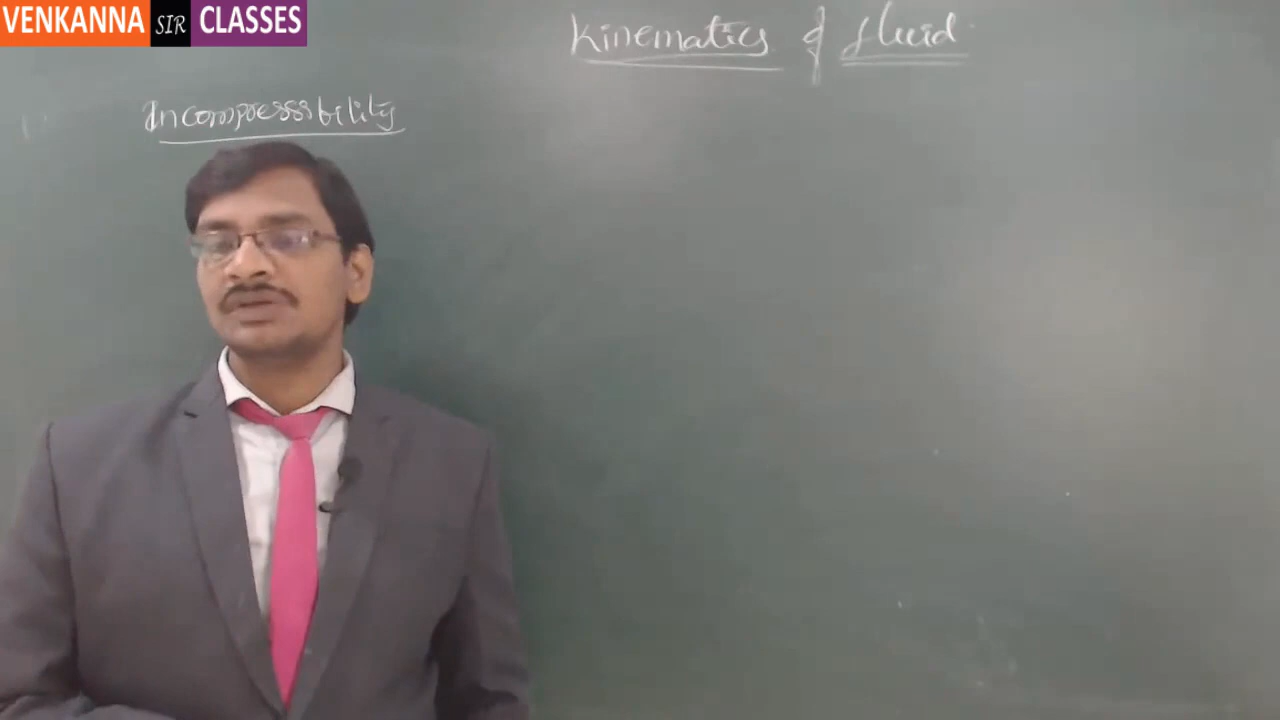 VENKANNA SIR CLASSES
Kinematics of fluid
Incompressibility